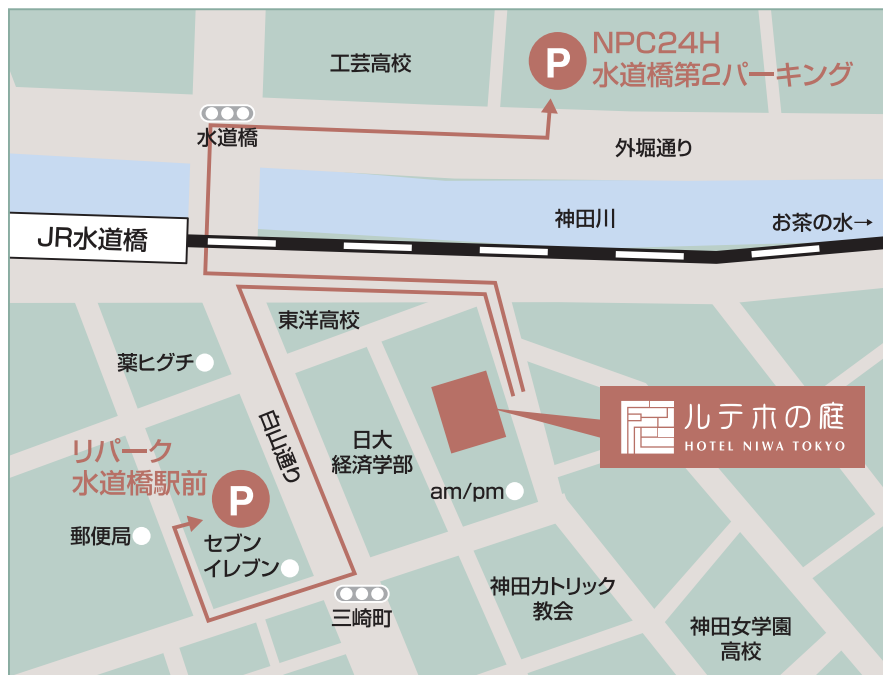 工芸高校
P
NPC24H
水道橋第2パーキング
水道橋
外堀通り
神田川
お茶の水→
JR水道橋
東洋高校
薬ヒグチ
白山通り
日大
経済学部
ルテホの庭
HOTEL NIWA TOKYO
リパーク
水道橋駅前
P
am/pm
郵便局
セブン
イレブン
三崎町
神田カトリック
教会
神田女学園
高校